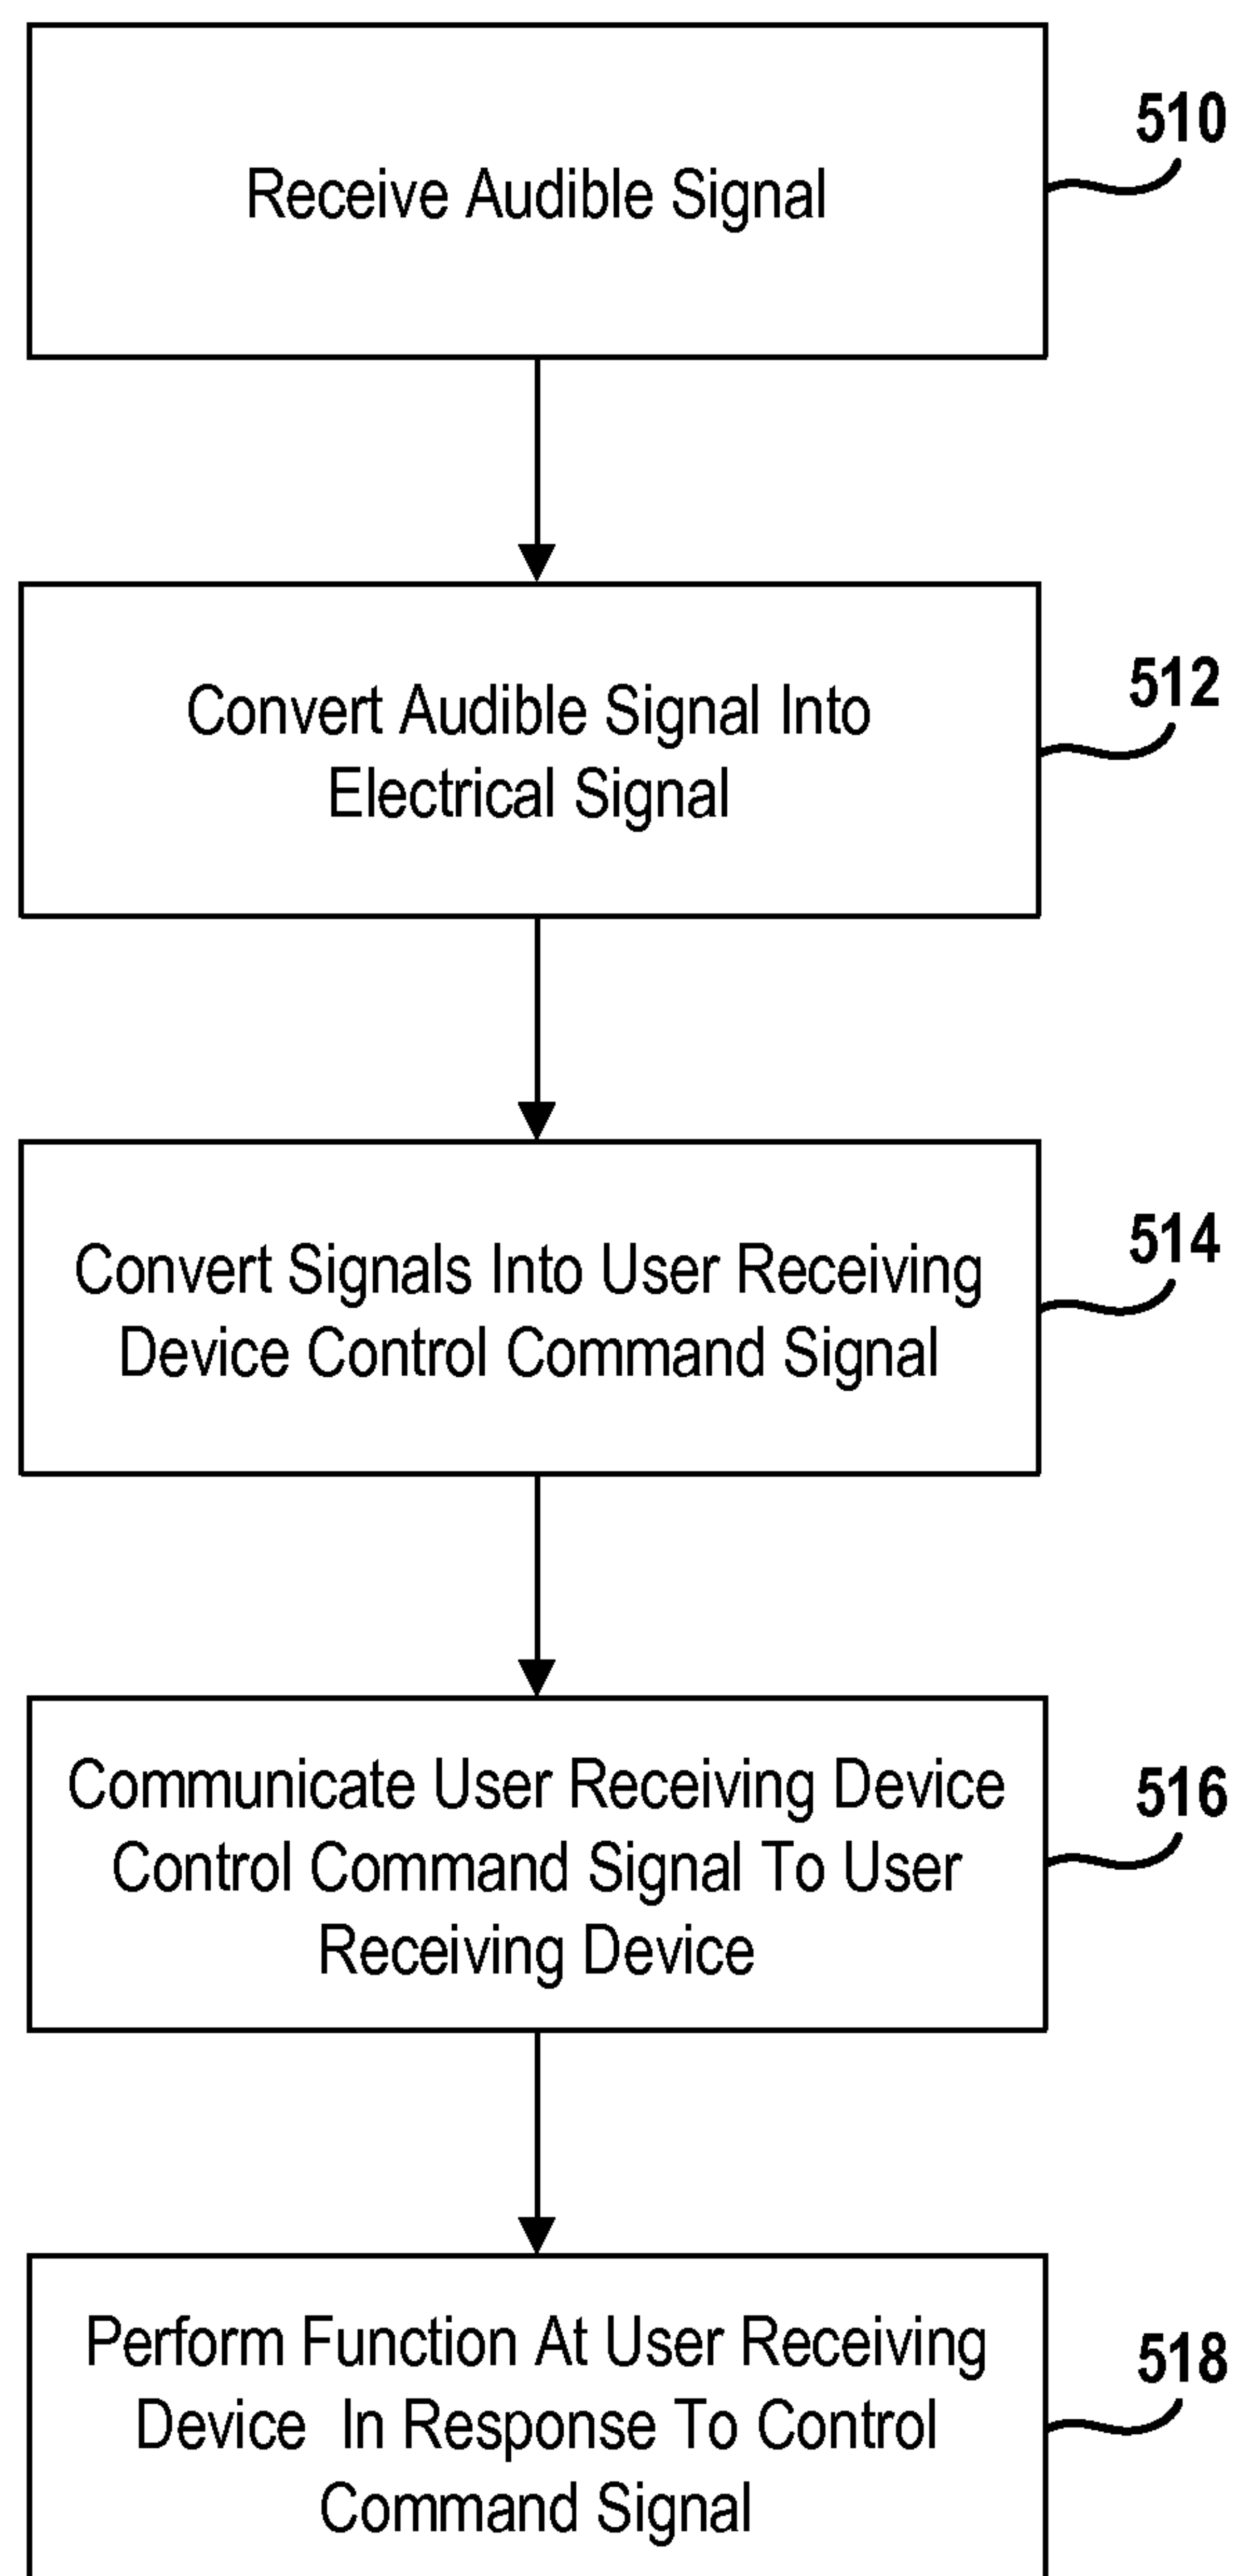 Receive Audible Signal
510
Convert Audible Signal Into
Electrical Signal
512
Convert Signals Into User Receiving
Device Control Command Signal
514
Communicate User Receiving Device
Control Command Signal To User
Receiving Device
516
Perform Function At User Receiving
Device In Response To Control
Command Signal
518